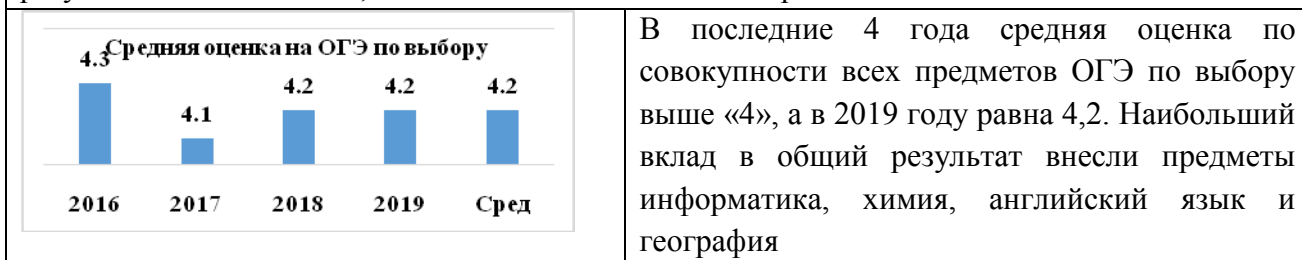 Средняя оценка на ОГЭ по выбору
4.3
4.1
4.2
4.2
4.2
2016 2017 2018 2019 Сред
В последние 4 года средняя оценка по
совокупности всех предметов ОГЭ по выбору
выше «4», а в 2019 году равна 4,2. Наибольший
вклад в общий результат внесли предметы
информатика, химия, английский язык и
география